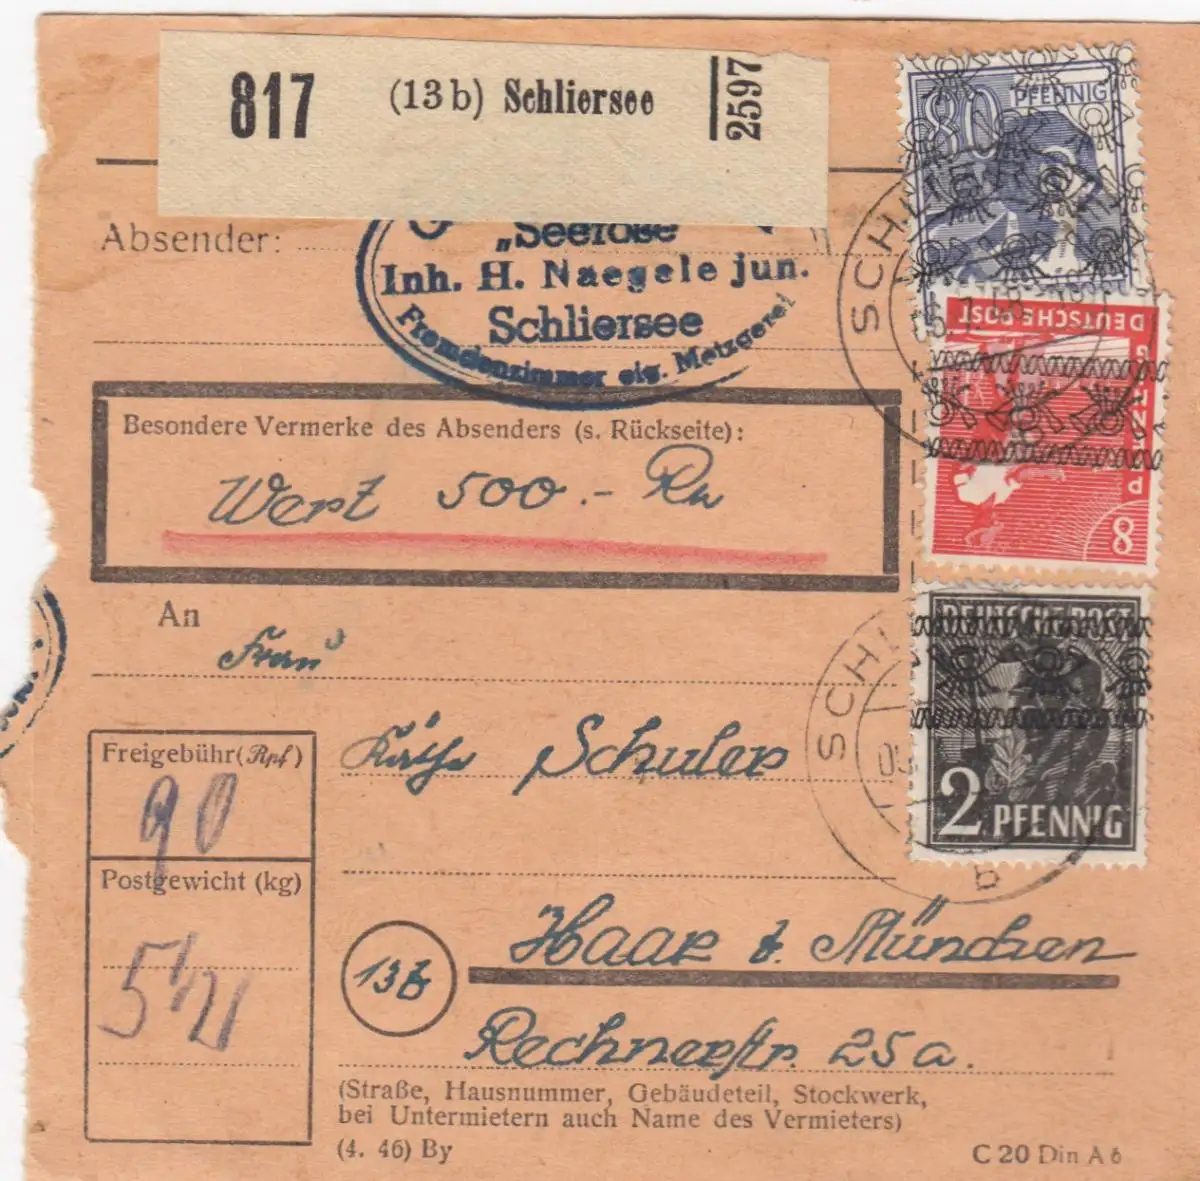 817 (13b) Schliersee 2597
Absender:
„Seerose“
Inh. H. Naegele jun.
Schliersee
Fremdenzimmer eig. Metzgerei
Besondere Vermerke des Absenders (s. Rückseite):
Wert 500.- Rm
An
Frau
Freigebühr (Rpf)
90
Käthe Schuler
Postgewicht (kg)
5 1/2
13b
Haar b. München
Rechnerstr. 25a.
(Straße, Hausnummer, Gebäudeteil, Stockwerk,
bei Untermietern auch Name des Vermieters)
(4. 46) By
C 20 Din A 6
80 PFENNIG
DEUTSCHE POST
8
DEUTSCHE POST
2 PFENNIG
SCHL
SCHL
b